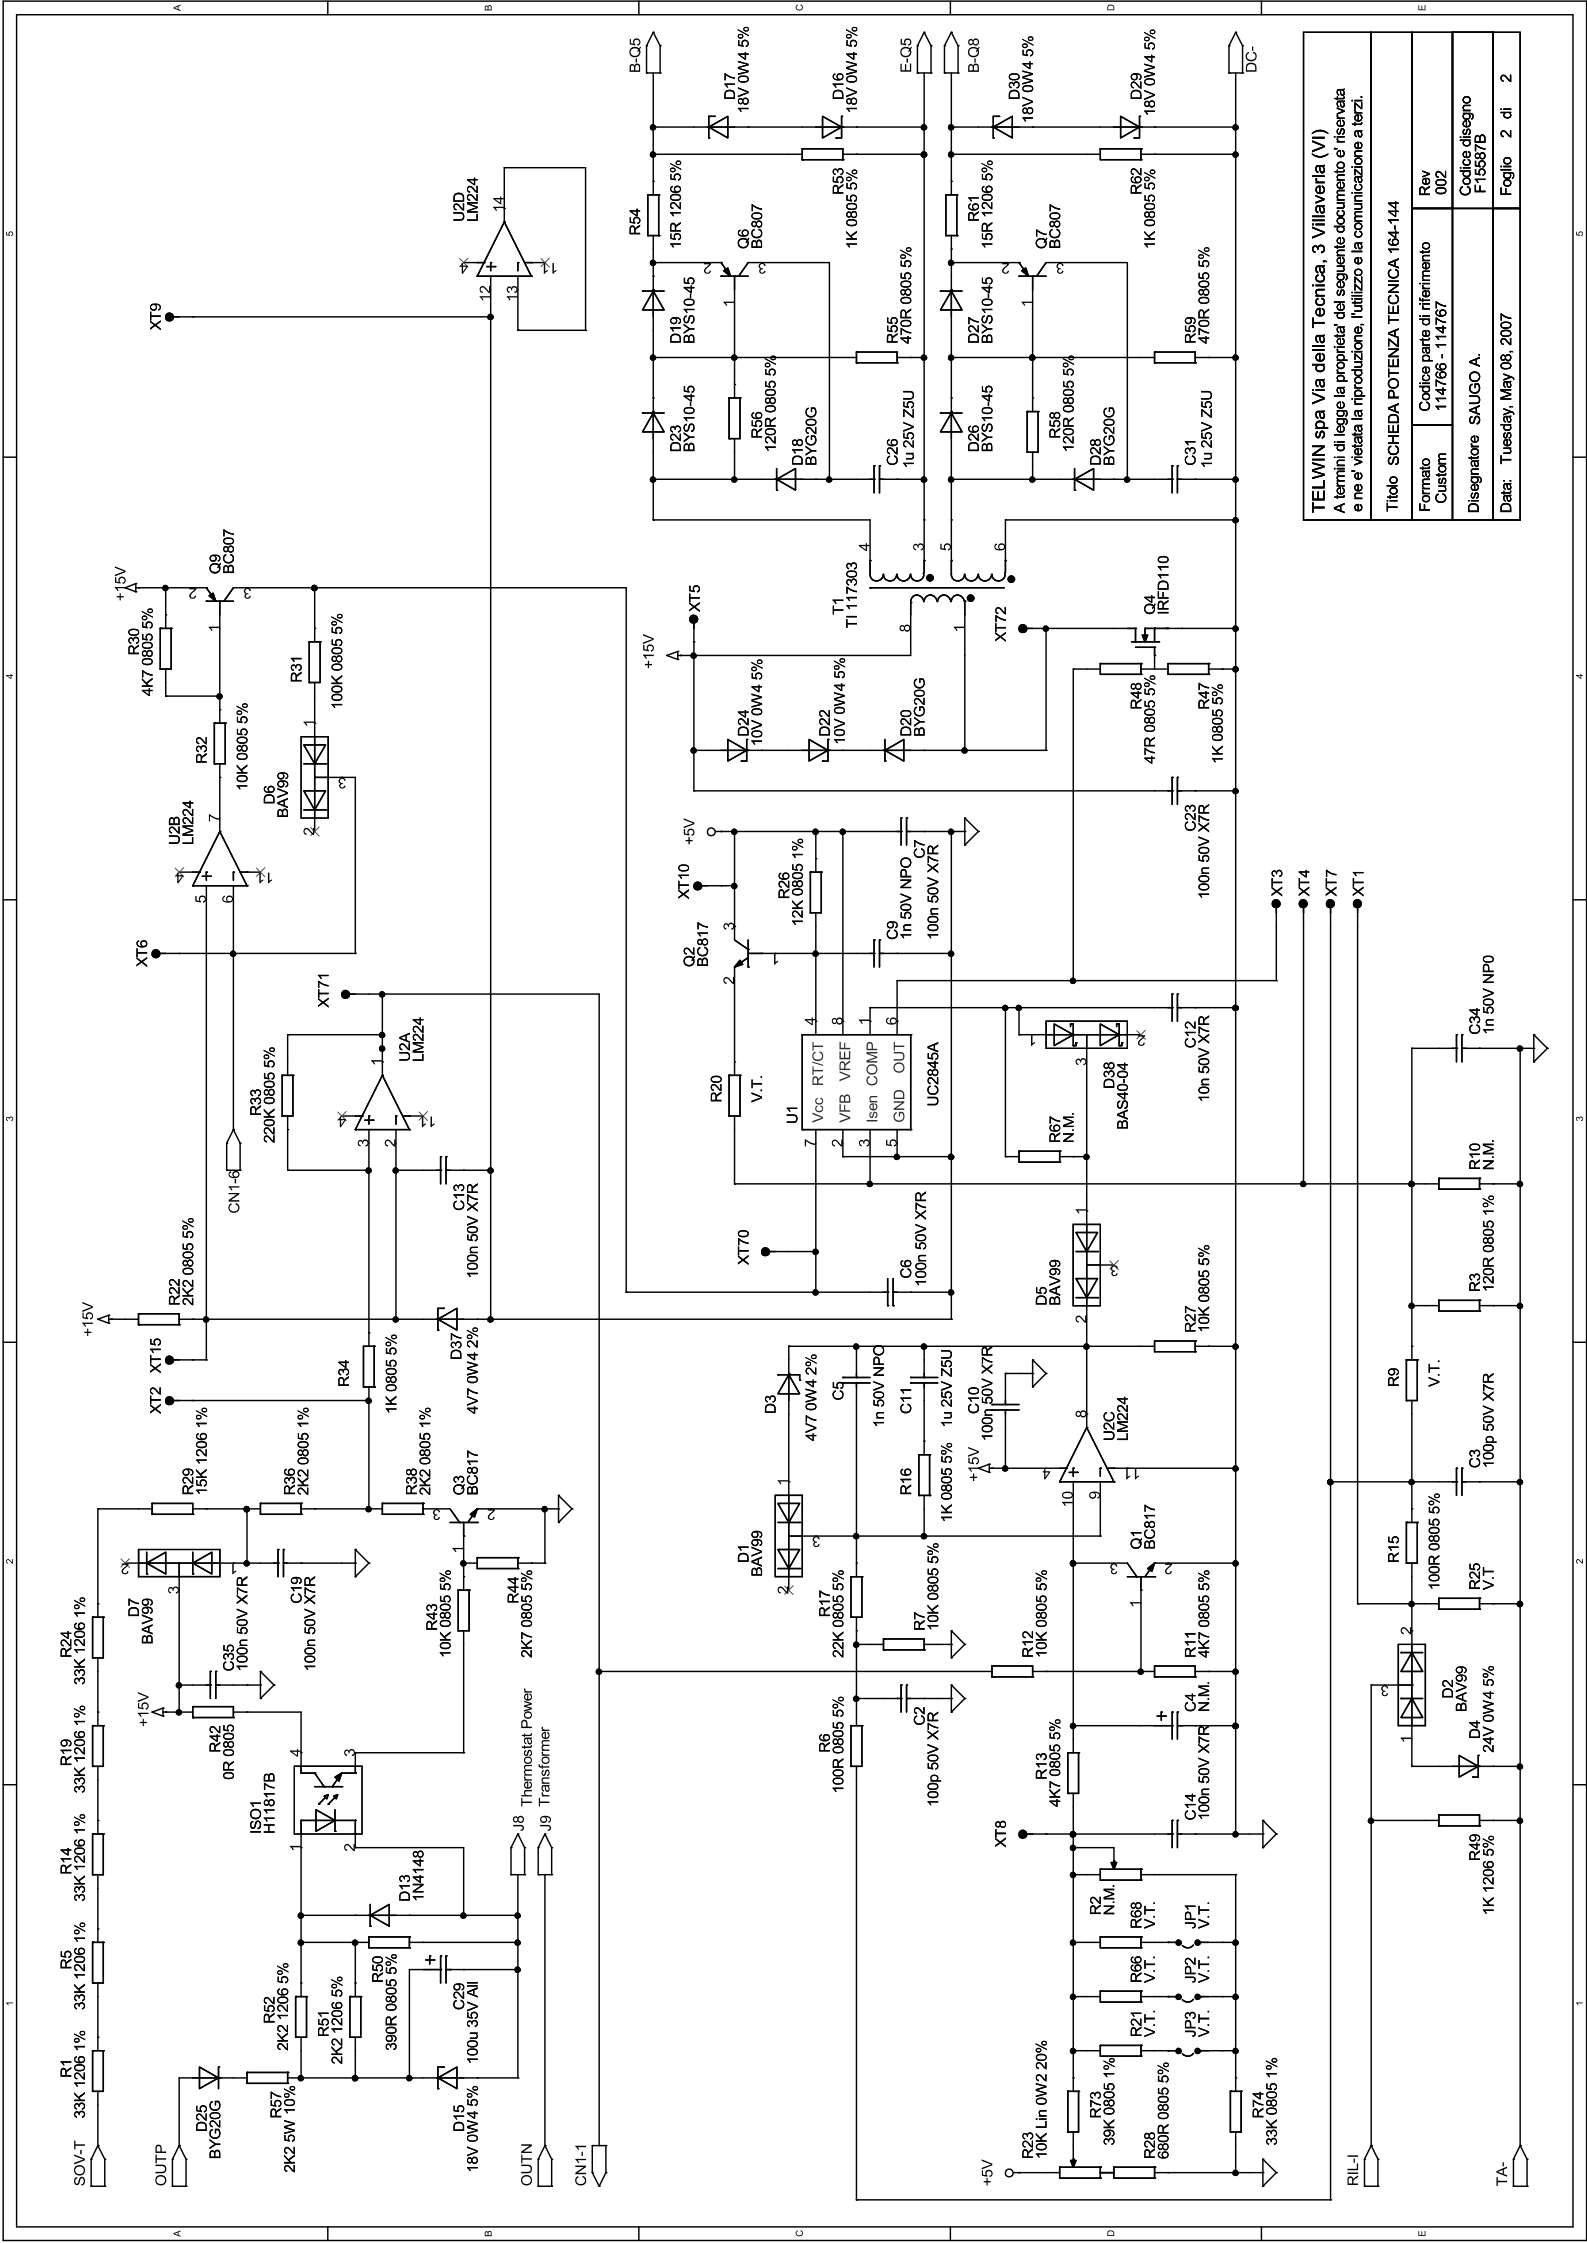 SOV-T
R1
33K 1206 1%
R5
33K 1206 1%
R14
33K 1206 1%
R19
33K 1206 1%
R24
33K 1206 1%
R29
15K 1206 1%
XT2
XT15
+15V
R22
2K2 0805 5%
CN1-6
XT6
U2B
LM224
R32
10K 0805 5%
R30
4K7 0805 5%
+15V
Q9
BC807
XT9
OUTP
D25
BYG20G
R57
2K2 5W 10%
R52
2K2 1206 5%
R51
2K2 1206 5%
R50
390R 0805 5%
C29
100u 35V All
D15
18V 0W4 5%
D13
1N4148
ISO1
H11817B
+15V
R42
0R 0805
C35
100n 50V X7R
D7
BAV99
C19
100n 50V X7R
R36
2K2 0805 1%
R38
2K2 0805 1%
R34
1K 0805 5%
R43
10K 0805 5%
R44
2K7 0805 5%
Q3
BC817
D37
4V7 0W4 2%
C13
100n 50V X7R
R33
220K 0805 5%
U2A
LM224
XT71
D6
BAV99
R31
100K 0805 5%
U2D
LM224
J8 Thermostat Power
J9 Transformer
OUTN
CN1-1
XT70
C6
100n 50V X7R
R20
V.T.
Q2
BC817
XT10
+5V
U1
Vcc RT/CT
VFB VREF
Isen COMP
GND OUT
UC2845A
R26
12K 0805 1%
C9
1n 50V NPO
C7
100n 50V X7R
+15V
XT5
D24
10V 0W4 5%
D22
10V 0W4 5%
D20
BYG20G
T1
TI 117303
XT72
Q4
IRFD110
R48
47R 0805 5%
R47
1K 0805 5%
C23
100n 50V X7R
D23
BYS10-45
D19
BYS10-45
R54
15R 1206 5%
B-Q5
D17
18V 0W4 5%
D16
18V 0W4 5%
Q6
BC807
R56
120R 0805 5%
D18
BYG20G
R55
470R 0805 5%
R53
1K 0805 5%
C26
1u 25V Z5U
E-Q5
B-Q8
D26
BYS10-45
D27
BYS10-45
R61
15R 1206 5%
D30
18V 0W4 5%
D29
18V 0W4 5%
Q7
BC807
R58
120R 0805 5%
D28
BYG20G
R59
470R 0805 5%
R62
1K 0805 5%
C31
1u 25V Z5U
DC-
R6
100R 0805 5%
C2
100p 50V X7R
R17
22K 0805 5%
R7
10K 0805 5%
D1
BAV99
D3
4V7 0W4 2%
C5
1n 50V NPO
C11
1u 25V Z5U
R16
1K 0805 5%
+15V
C10
100n 50V X7R
U2C
LM224
R27
10K 0805 5%
D5
BAV99
R67
N.M.
D38
BAS40-04
C12
10n 50V X7R
R12
10K 0805 5%
R11
4K7 0805 5%
Q1
BC817
R13
4K7 0805 5%
C4
N.M.
C14
100n 50V X7R
XT8
R2
N.M.
R68
V.T.
JP1
V.T.
R66
V.T.
JP2
V.T.
R21
V.T.
JP3
V.T.
+5V
R23
10K Lin 0W2 20%
R73
39K 0805 1%
R28
680R 0805 5%
R74
33K 0805 1%
RIL-I
TA-
R49
1K 1206 5%
D4
24V 0W4 5%
D2
BAV99
R25
V.T
R15
100R 0805 5%
C3
100p 50V X7R
R9
V.T.
R3
120R 0805 1%
R10
N.M.
C34
1n 50V NP0
XT3
XT4
XT7
XT1
TELWIN spa Via della Tecnica, 3 Villaverla (VI)
A termini di legge la proprieta' del seguente documento e' riservata
e ne e' vietata la riproduzione, l'utilizzo e la comunicazione a terzi.
Titolo SCHEDA POTENZA TECNICA 164-144
Formato
Custom
Codice parte di riferimento
114766 - 114767
Rev
002
Disegnatore SAUGO A.
Codice disegno
F15587B
Data: Tuesday, May 08, 2007
Foglio 2 di 2